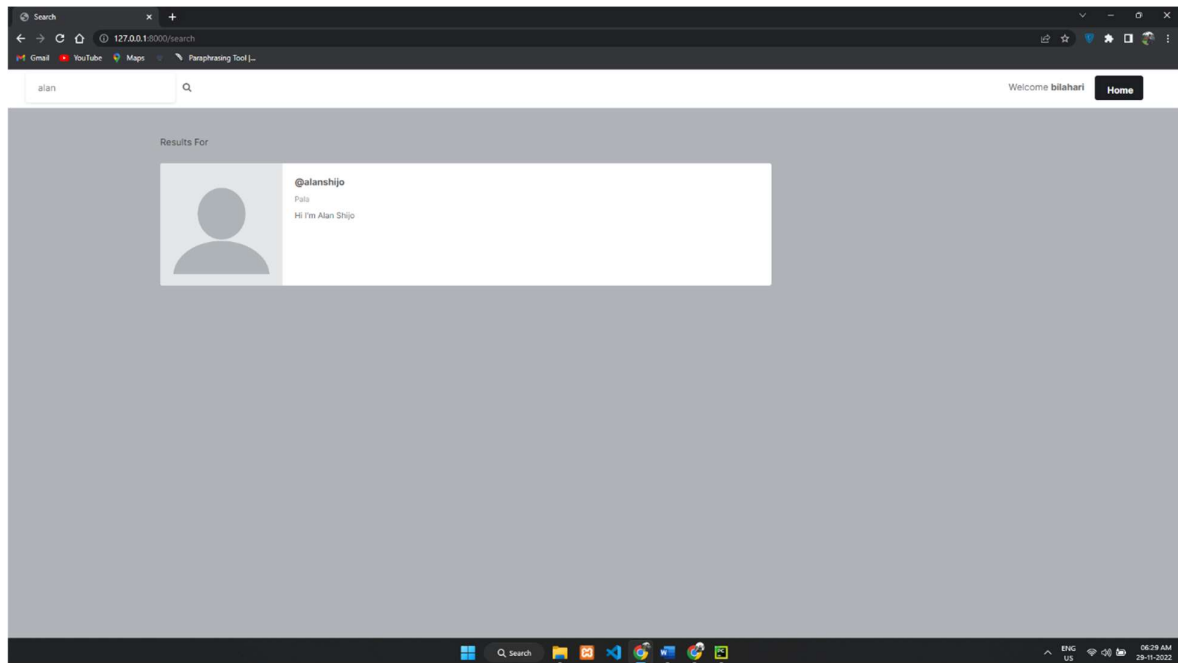 Search
127.0.0.1:8000/search
Gmail YouTube Maps Paraphrasing Tool |...
alan
Welcome bilahari Home
Results For
@alanshijo
Pala
Hi I'm Alan Shijo
Search
ENG
US
06:29 AM
29-11-2022